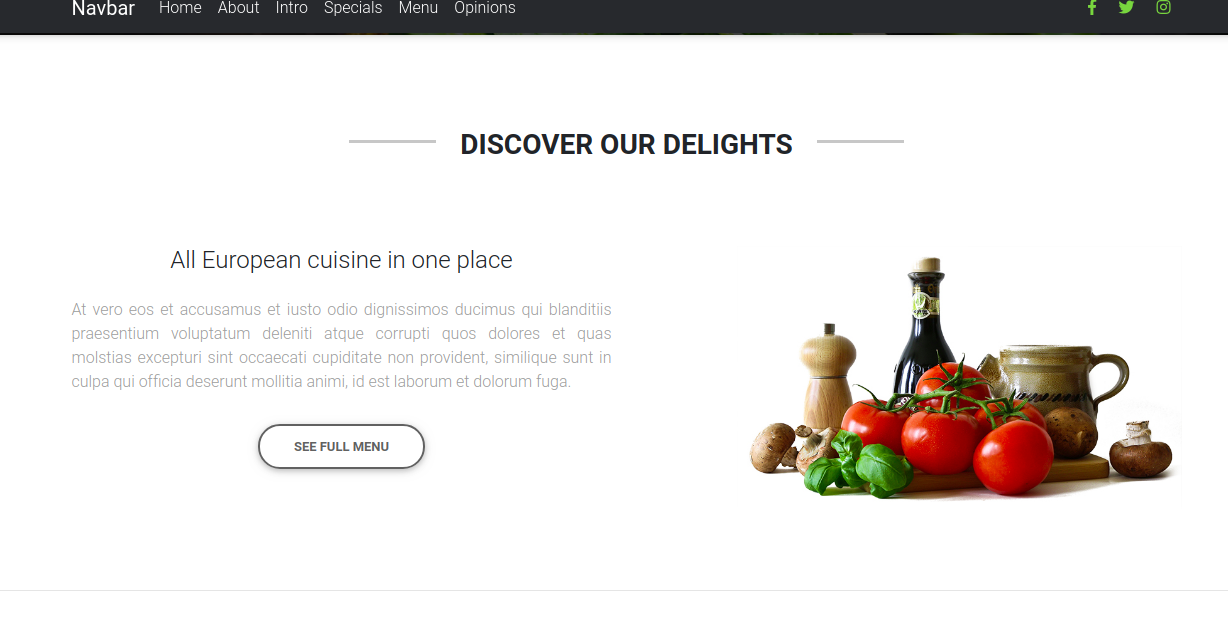 Navbar Home About Intro Specials Menu Opinions
DISCOVER OUR DELIGHTS
All European cuisine in one place
At vero eos et accusamus et iusto odio dignissimos ducimus qui blanditiis
praesentium voluptatum deleniti atque corrupti quos dolores et quas
molstias excepturi sint occaecati cupiditate non provident, similique sunt in
culpa qui officia deserunt mollitia animi, id est laborum et dolorum fuga.
SEE FULL MENU